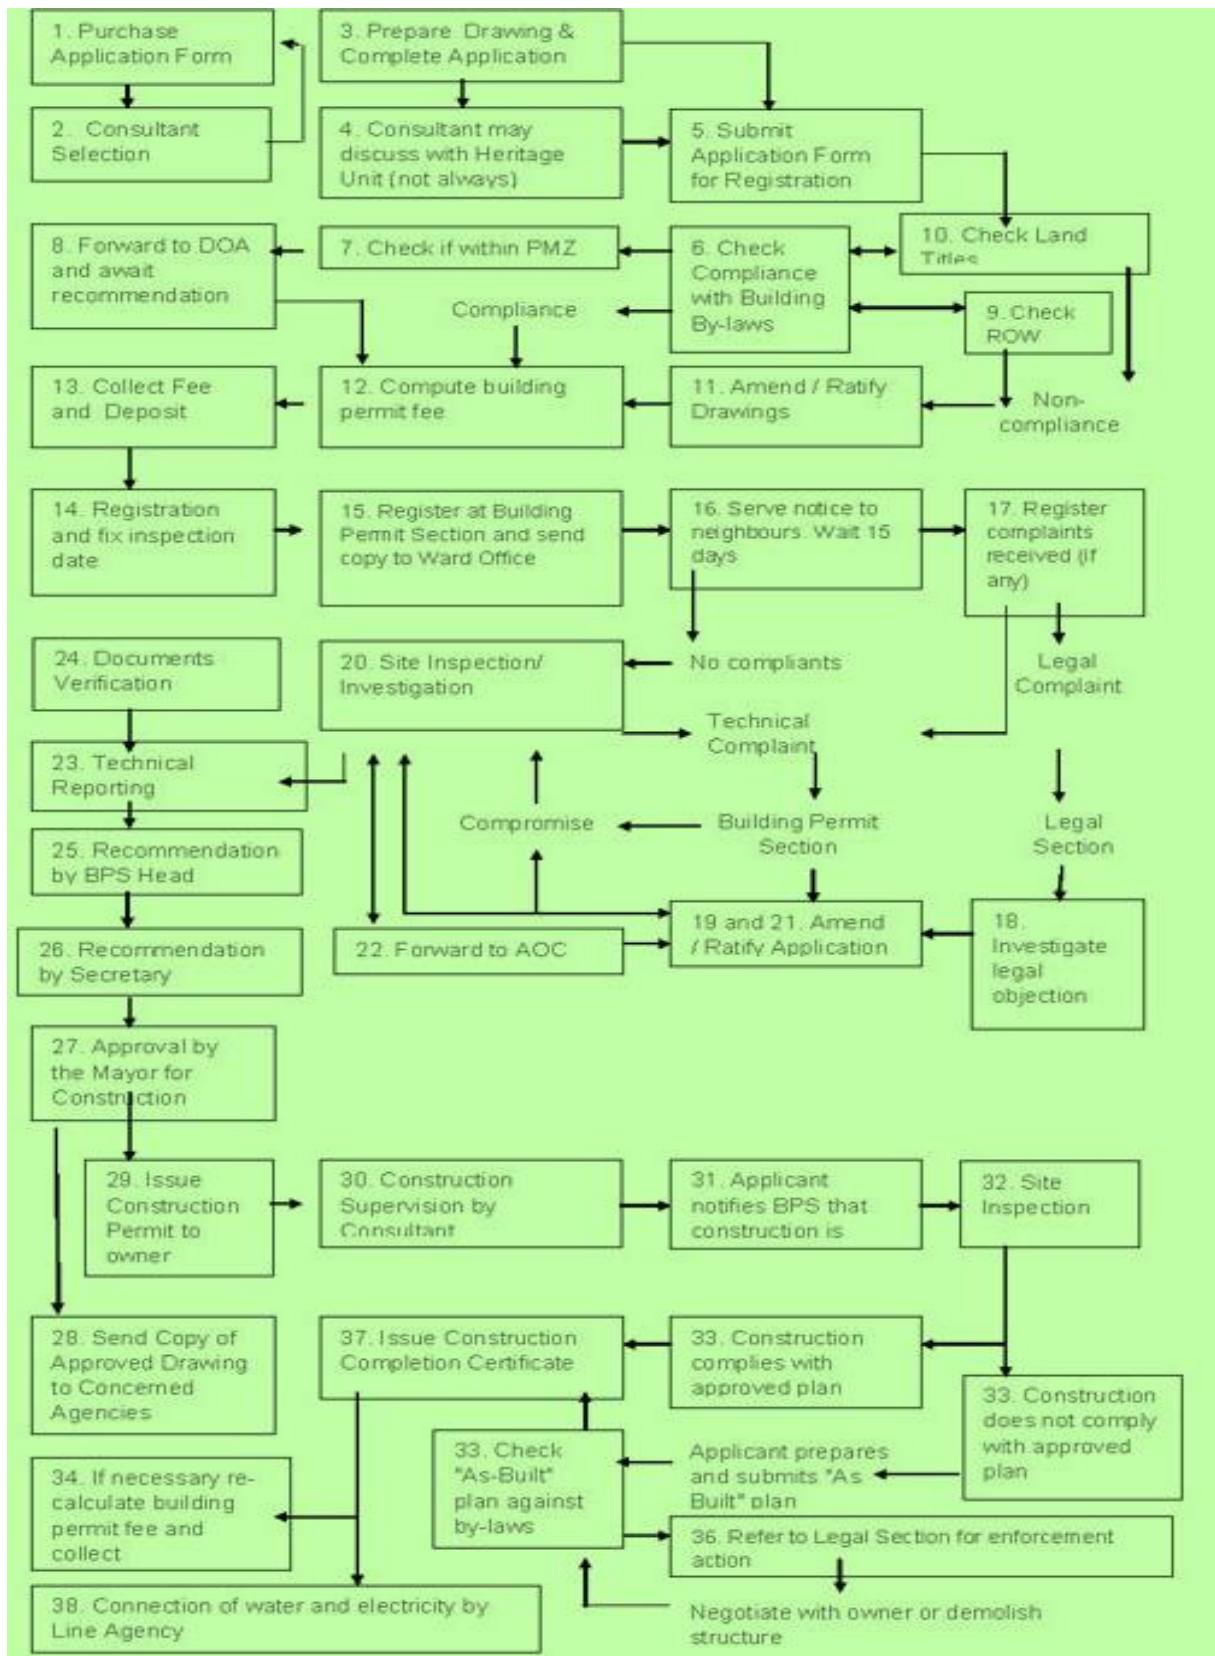 1. Purchase
Application Form
3. Prepare Drawing &
Complete Application
2. Consultant
Selection
4. Consultant may
discuss with Heritage
Unit (not always)
5. Submit
Application Form
for Registration
8. Forward to DOA
and await
recommendation
7. Check if within PMZ
6. Check
Compliance
with Building
By-laws
10. Check Land
Titles
Compliance
9. Check
ROW
13. Collect Fee
and Deposit
12. Compute building
permit fee
11. Amend / Ratify
Drawings
Non-
compliance
14. Registration
and fix inspection
date
15. Register at Building
Permit Section and send
copy to Ward Office
16. Serve notice to
neighbours. Wait 15
days
17. Register
complaints
received (if
any)
24. Documents
Verification
20. Site Inspection/
Investigation
No compliants
Legal
Complaint
Technical
Complaint
23. Technical
Reporting
Compromise
Building Permit
Section
Legal
Section
25. Recommendation
by BPS Head
26. Recommendation
by Secretary
22. Forward to AOC
19 and 21. Amend
/ Ratify Application
18.
Investigate
legal
objection
27. Approval by
the Mayor for
Construction
29. Issue
Construction
Permit to
owner
30. Construction
Supervision by
Consultant
31. Applicant
notifies BPS that
construction is
32. Site
Inspection
28. Send Copy of
Approved Drawing
to Concerned
Agencies
37. Issue Construction
Completion Certificate
33. Construction
complies with
approved plan
33. Construction
does not comply
with approved
plan
34. If necessary re-
calculate building
permit fee and
collect
33. Check
"As-Built"
plan against
by-laws
Applicant prepares
and submits "As
Built" plan
36. Refer to Legal Section for enforcement
action
38. Connection of water and electricity by
Line Agency
Negotiate with owner or demolish
structure